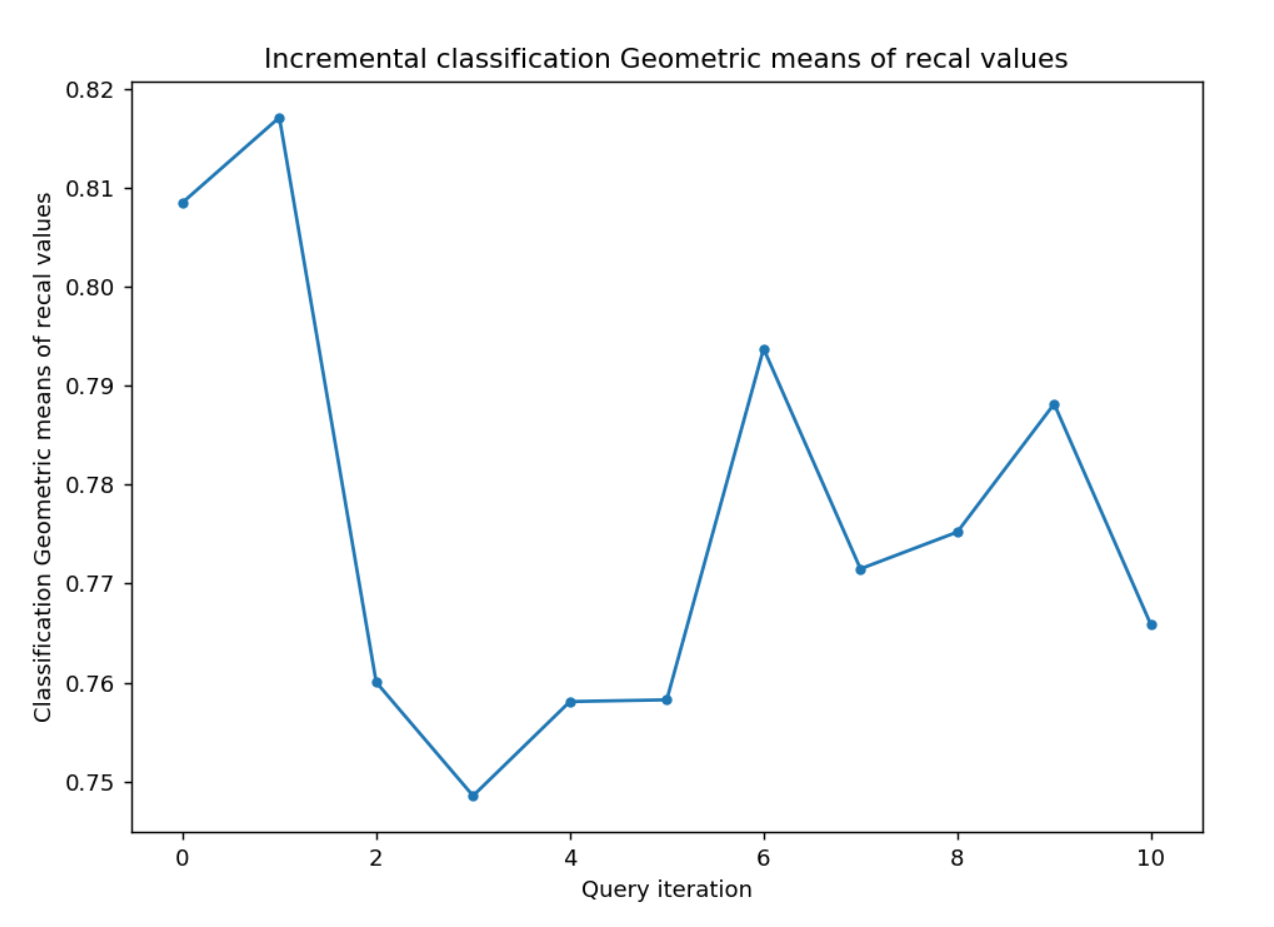 Incremental classification Geometric means of recal values
Classification Geometric means of recal values
0.82
0.81
0.80
0.79
0.78
0.77
0.76
0.75
0 2 4 6 8 10
Query iteration